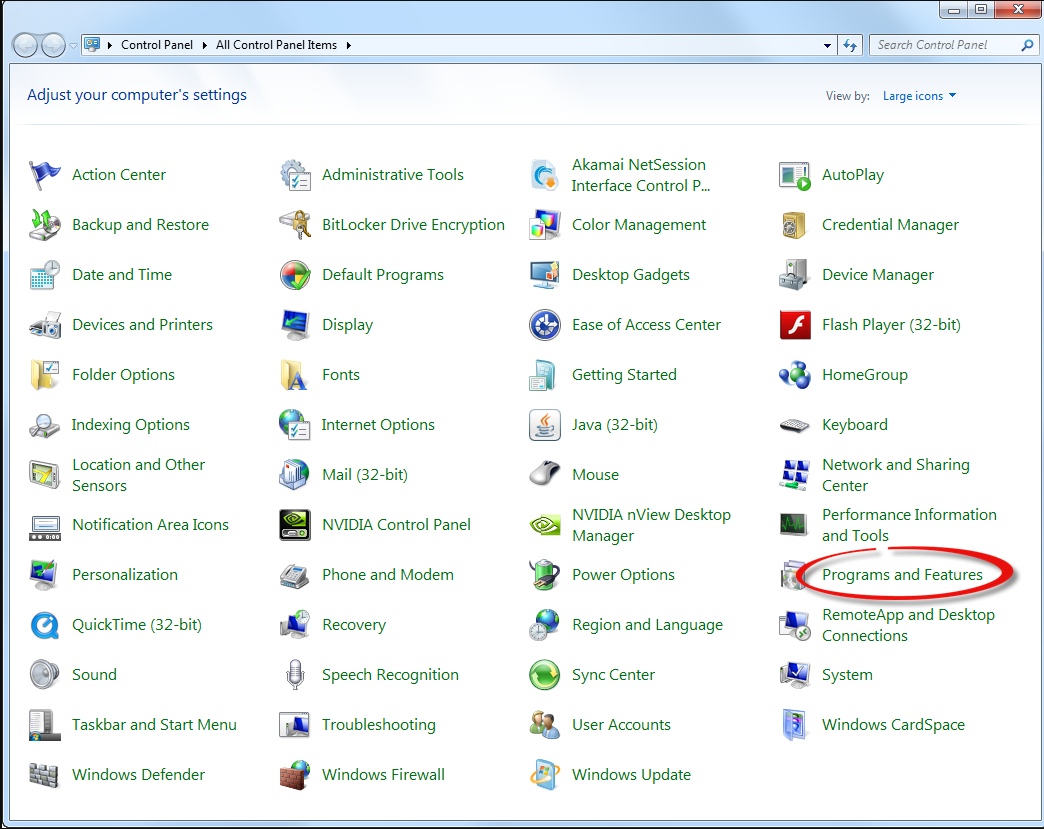 Control Panel All Control Panel Items Search Control Panel
Adjust your computer's settings View by: Large icons
Action Center
Administrative Tools
Akamai NetSession
Interface Control P...
AutoPlay
Backup and Restore
BitLocker Drive Encryption
Color Management
Credential Manager
Date and Time
Default Programs
Desktop Gadgets
Device Manager
Devices and Printers
Display
Ease of Access Center
Flash Player (32-bit)
Folder Options
Fonts
Getting Started
HomeGroup
Indexing Options
Internet Options
Java (32-bit)
Keyboard
Location and Other
Sensors
Mail (32-bit)
Mouse
Network and Sharing
Center
Notification Area Icons
NVIDIA Control Panel
NVIDIA nView Desktop
Manager
Performance Information
and Tools
Personalization
Phone and Modem
Power Options
Programs and Features
QuickTime (32-bit)
Recovery
Region and Language
RemoteApp and Desktop
Connections
Sound
Speech Recognition
Sync Center
System
Taskbar and Start Menu
Troubleshooting
User Accounts
Windows CardSpace
Windows Defender
Windows Firewall
Windows Update